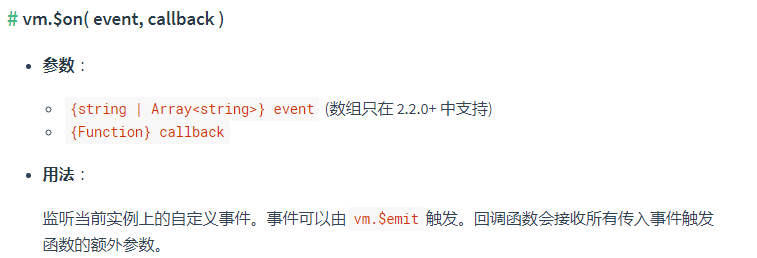 # vm.$on( event, callback )
参数：
{string | Array<string>} event (数组只在 2.2.0+ 中支持)
{Function} callback
用法：
监听当前实例上的自定义事件。事件可以由 vm.$emit 触发。回调函数会接收所有传入事件触发
函数的额外参数。